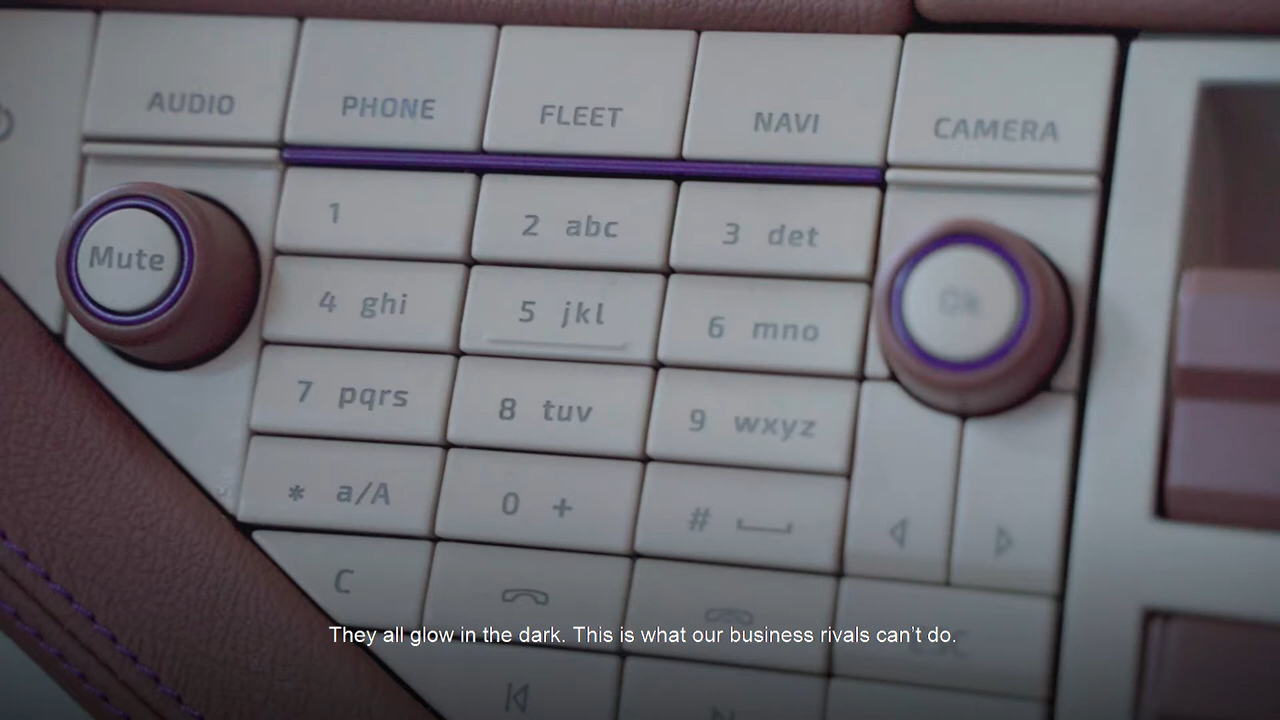 AUDIO PHONE FLEET NAVI CAMERA
Mute 1 2 abc 3 det Ok
4 ghi 5 jkl 6 mno
7 pqrs 8 tuv 9 wxyz
* a/A 0 + #
C
They all glow in the dark. This is what our business rivals can't do.